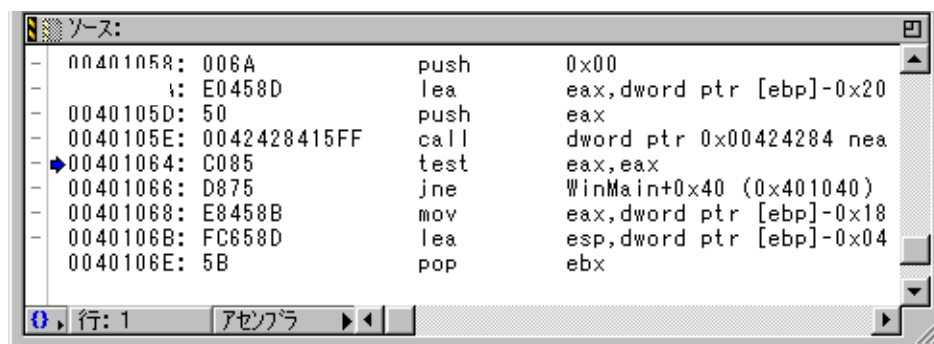 ソース:
00401058: 006A push 0x00
: E0458D lea eax,dword ptr [ebp]-0x20
0040105D: 50 push eax
0040105E: 0042428415FF call dword ptr 0x00424284 nea
00401064: C085 test eax,eax
00401066: D875 jne WinMain+0x40 (0x401040)
00401068: E8458B mov eax,dword ptr [ebp]-0x18
0040106B: FC658D lea esp,dword ptr [ebp]-0x04
0040106E: 5B pop ebx
行: 1 アセンブラ